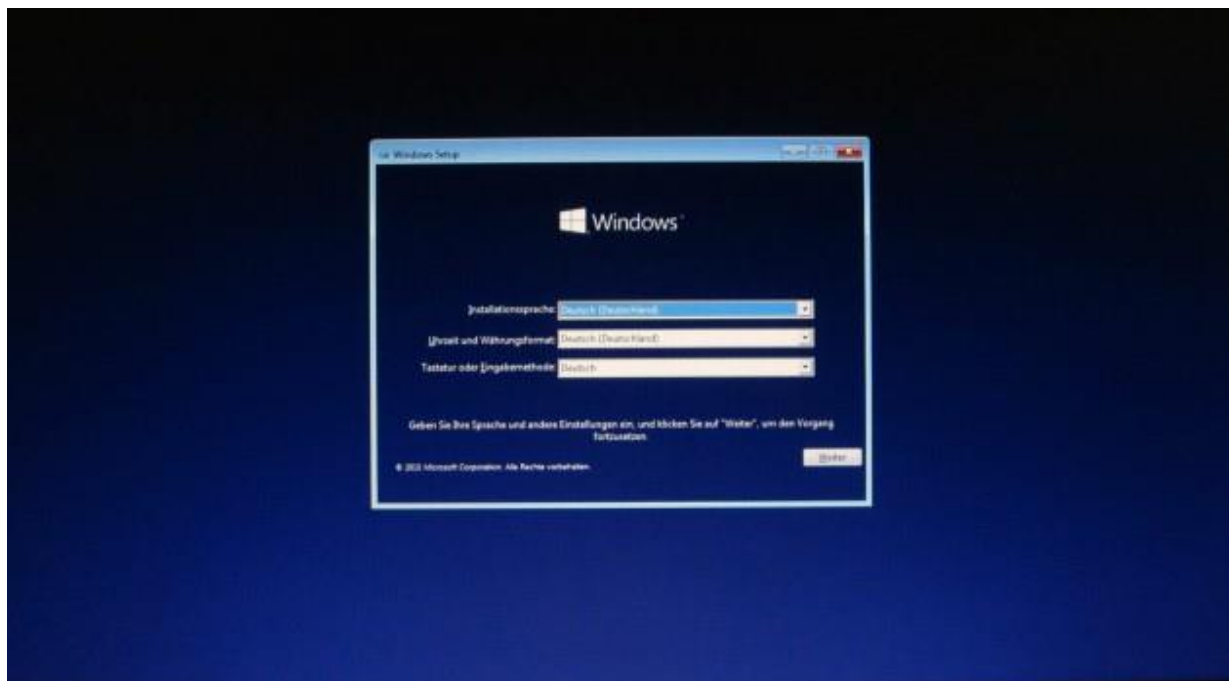 Windows Setup
Windows
Installationssprache: Deutsch (Deutschland)
Uhrzeit und Währungsformat: Deutsch (Deutschland)
Tastatur oder Eingabemethode: Deutsch
Geben Sie Ihre Sprache und andere Einstellungen ein, und klicken Sie auf "Weiter", um den Vorgang
fortzusetzen.
Weiter
© Microsoft Corporation. Alle Rechte vorbehalten.